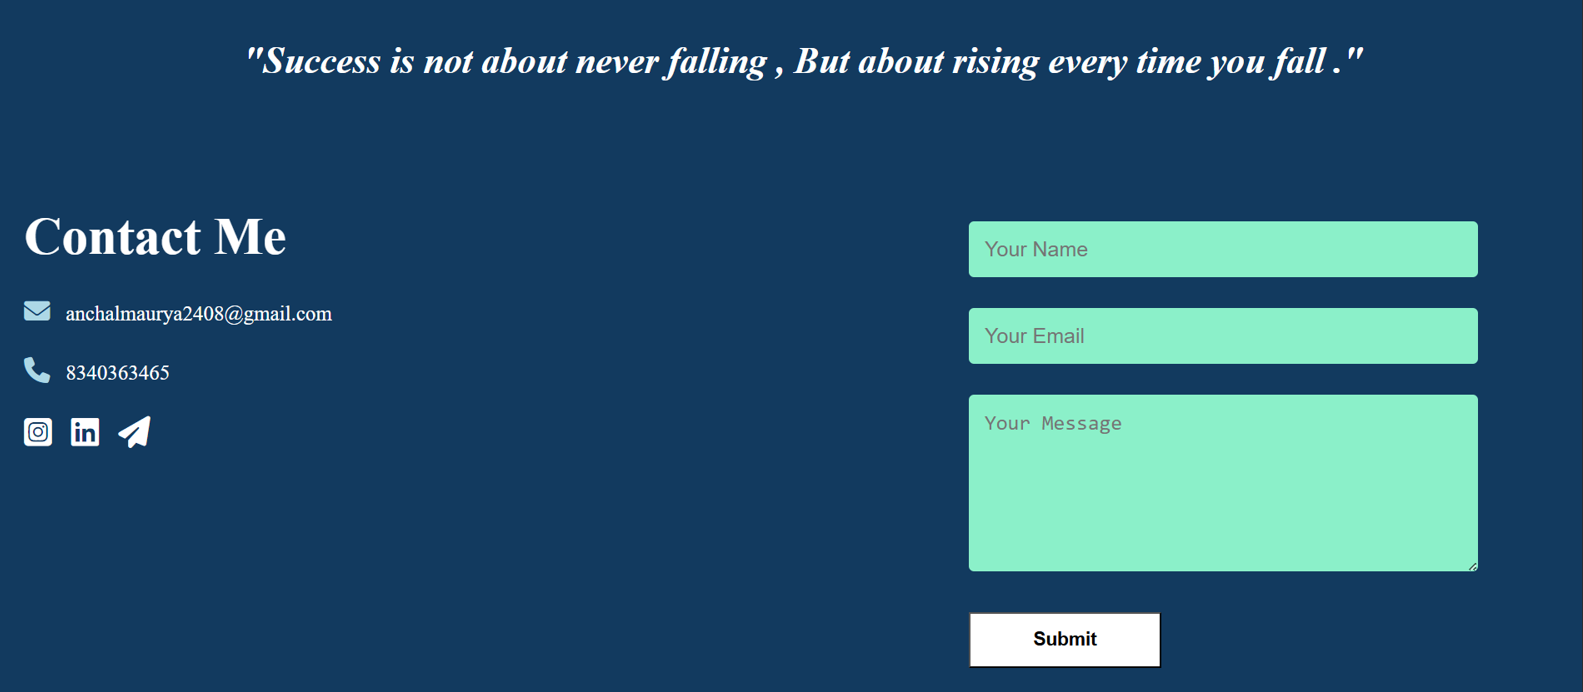 "Success is not about never falling , But about rising every time you fall ."
Contact Me
anchalmaurya2408@gmail.com
8340363465
in
Your Name
Your Email
Your Message
Submit